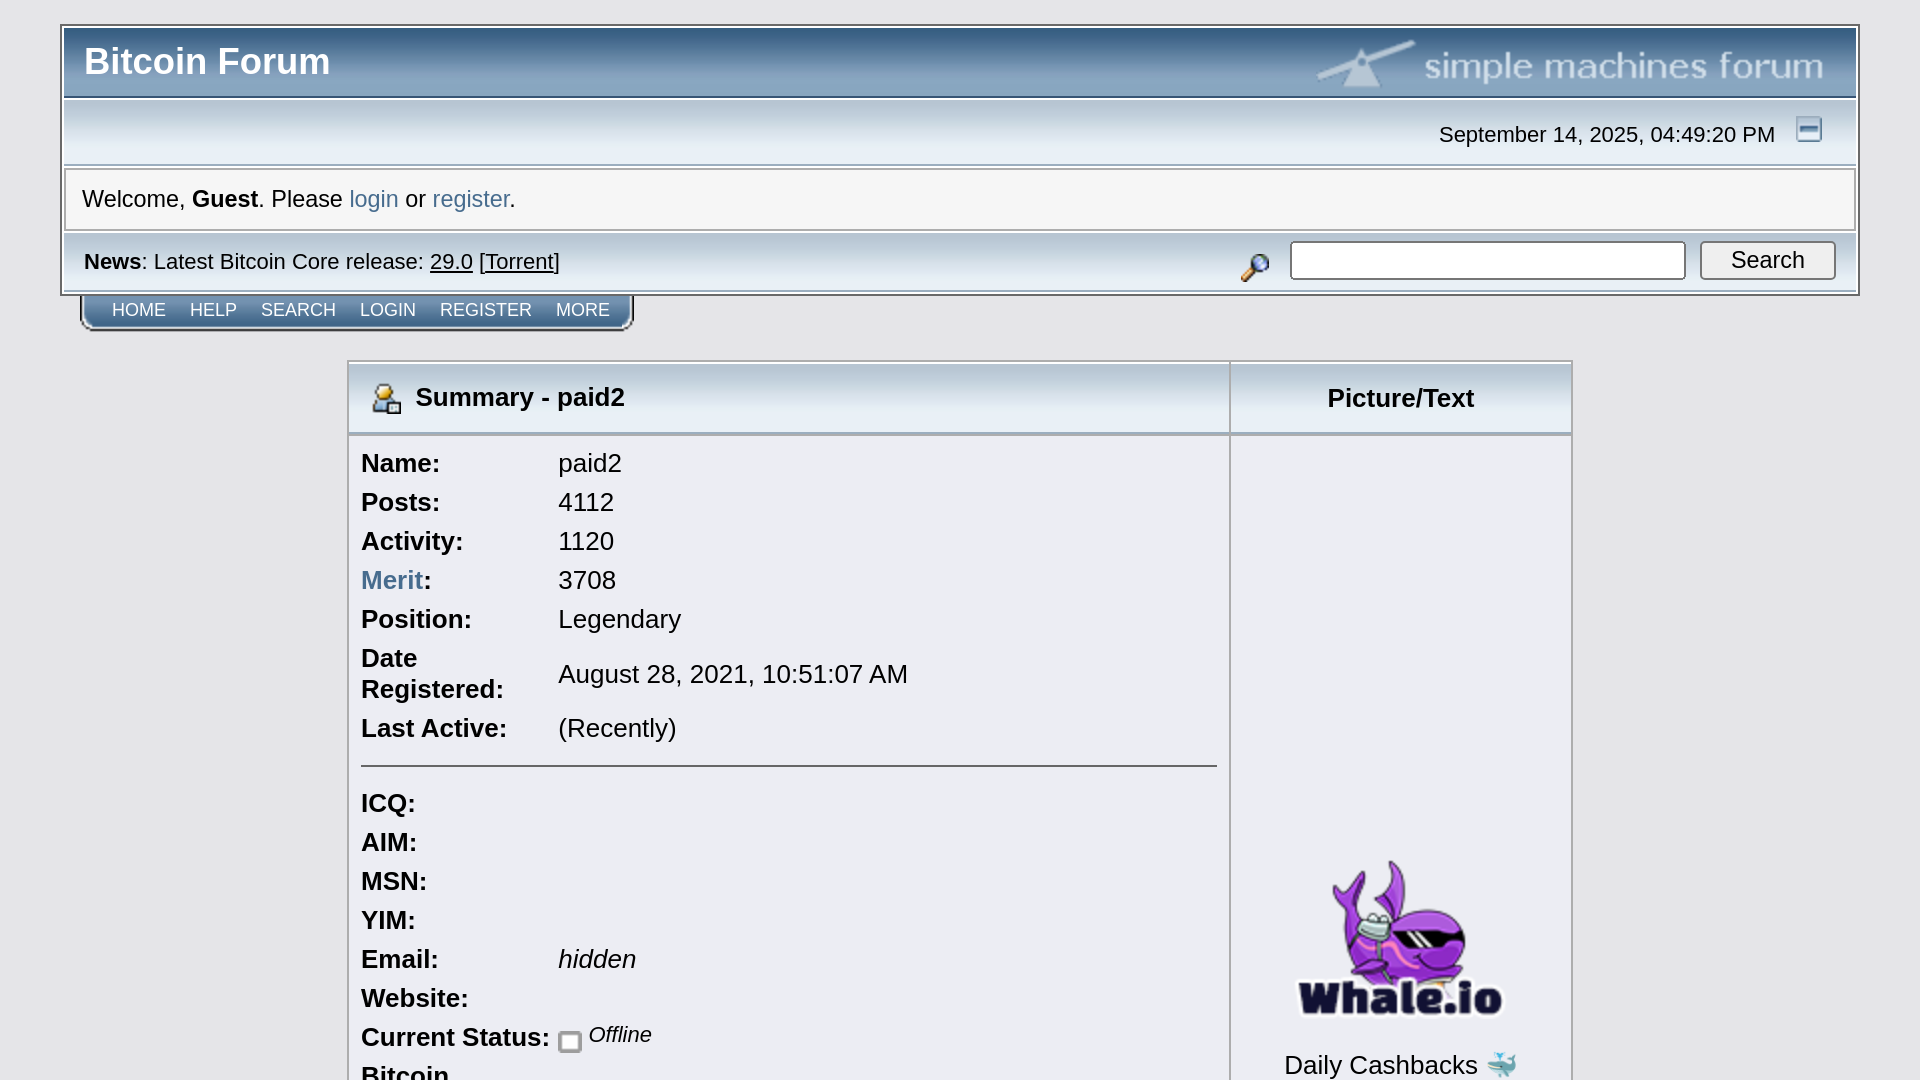 Bitcoin Forum
simple machines forum
September 14, 2025, 04:49:20 PM
Welcome, Guest. Please login or register.
News: Latest Bitcoin Core release: 29.0 [Torrent]
Search
HOME HELP SEARCH LOGIN REGISTER MORE
Summary - paid2
Picture/Text
Name: paid2
Posts: 4112
Activity: 1120
Merit: 3708
Position: Legendary
Date
Registered: August 28, 2021, 10:51:07 AM
Last Active: (Recently)
ICQ:
AIM:
MSN:
YIM:
Email: hidden
Website:
Current Status: Offline
Bitcoin
Whale.io
Daily Cashbacks 🐳